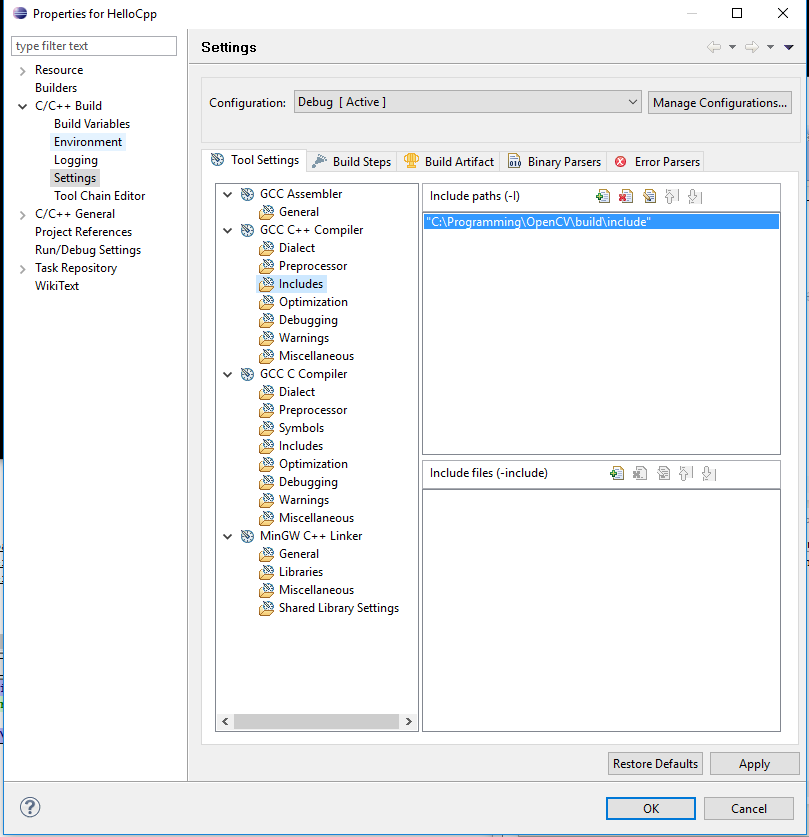 Properties for HelloCpp
type filter text
Resource
Builders
C/C++ Build
Build Variables
Environment
Logging
Settings
Tool Chain Editor
C/C++ General
Project References
Run/Debug Settings
Task Repository
WikiText
Settings
Configuration: Debug [ Active ] Manage Configurations...
Tool Settings Build Steps Build Artifact Binary Parsers Error Parsers
GCC Assembler
General
GCC C++ Compiler
Dialect
Preprocessor
Includes
Optimization
Debugging
Warnings
Miscellaneous
GCC C Compiler
Dialect
Preprocessor
Symbols
Includes
Optimization
Debugging
Warnings
Miscellaneous
MinGW C++ Linker
General
Libraries
Miscellaneous
Shared Library Settings
Include paths (-I)
"C:\Programming\OpenCV\build\include"
Include files (-include)
Restore Defaults Apply
OK Cancel